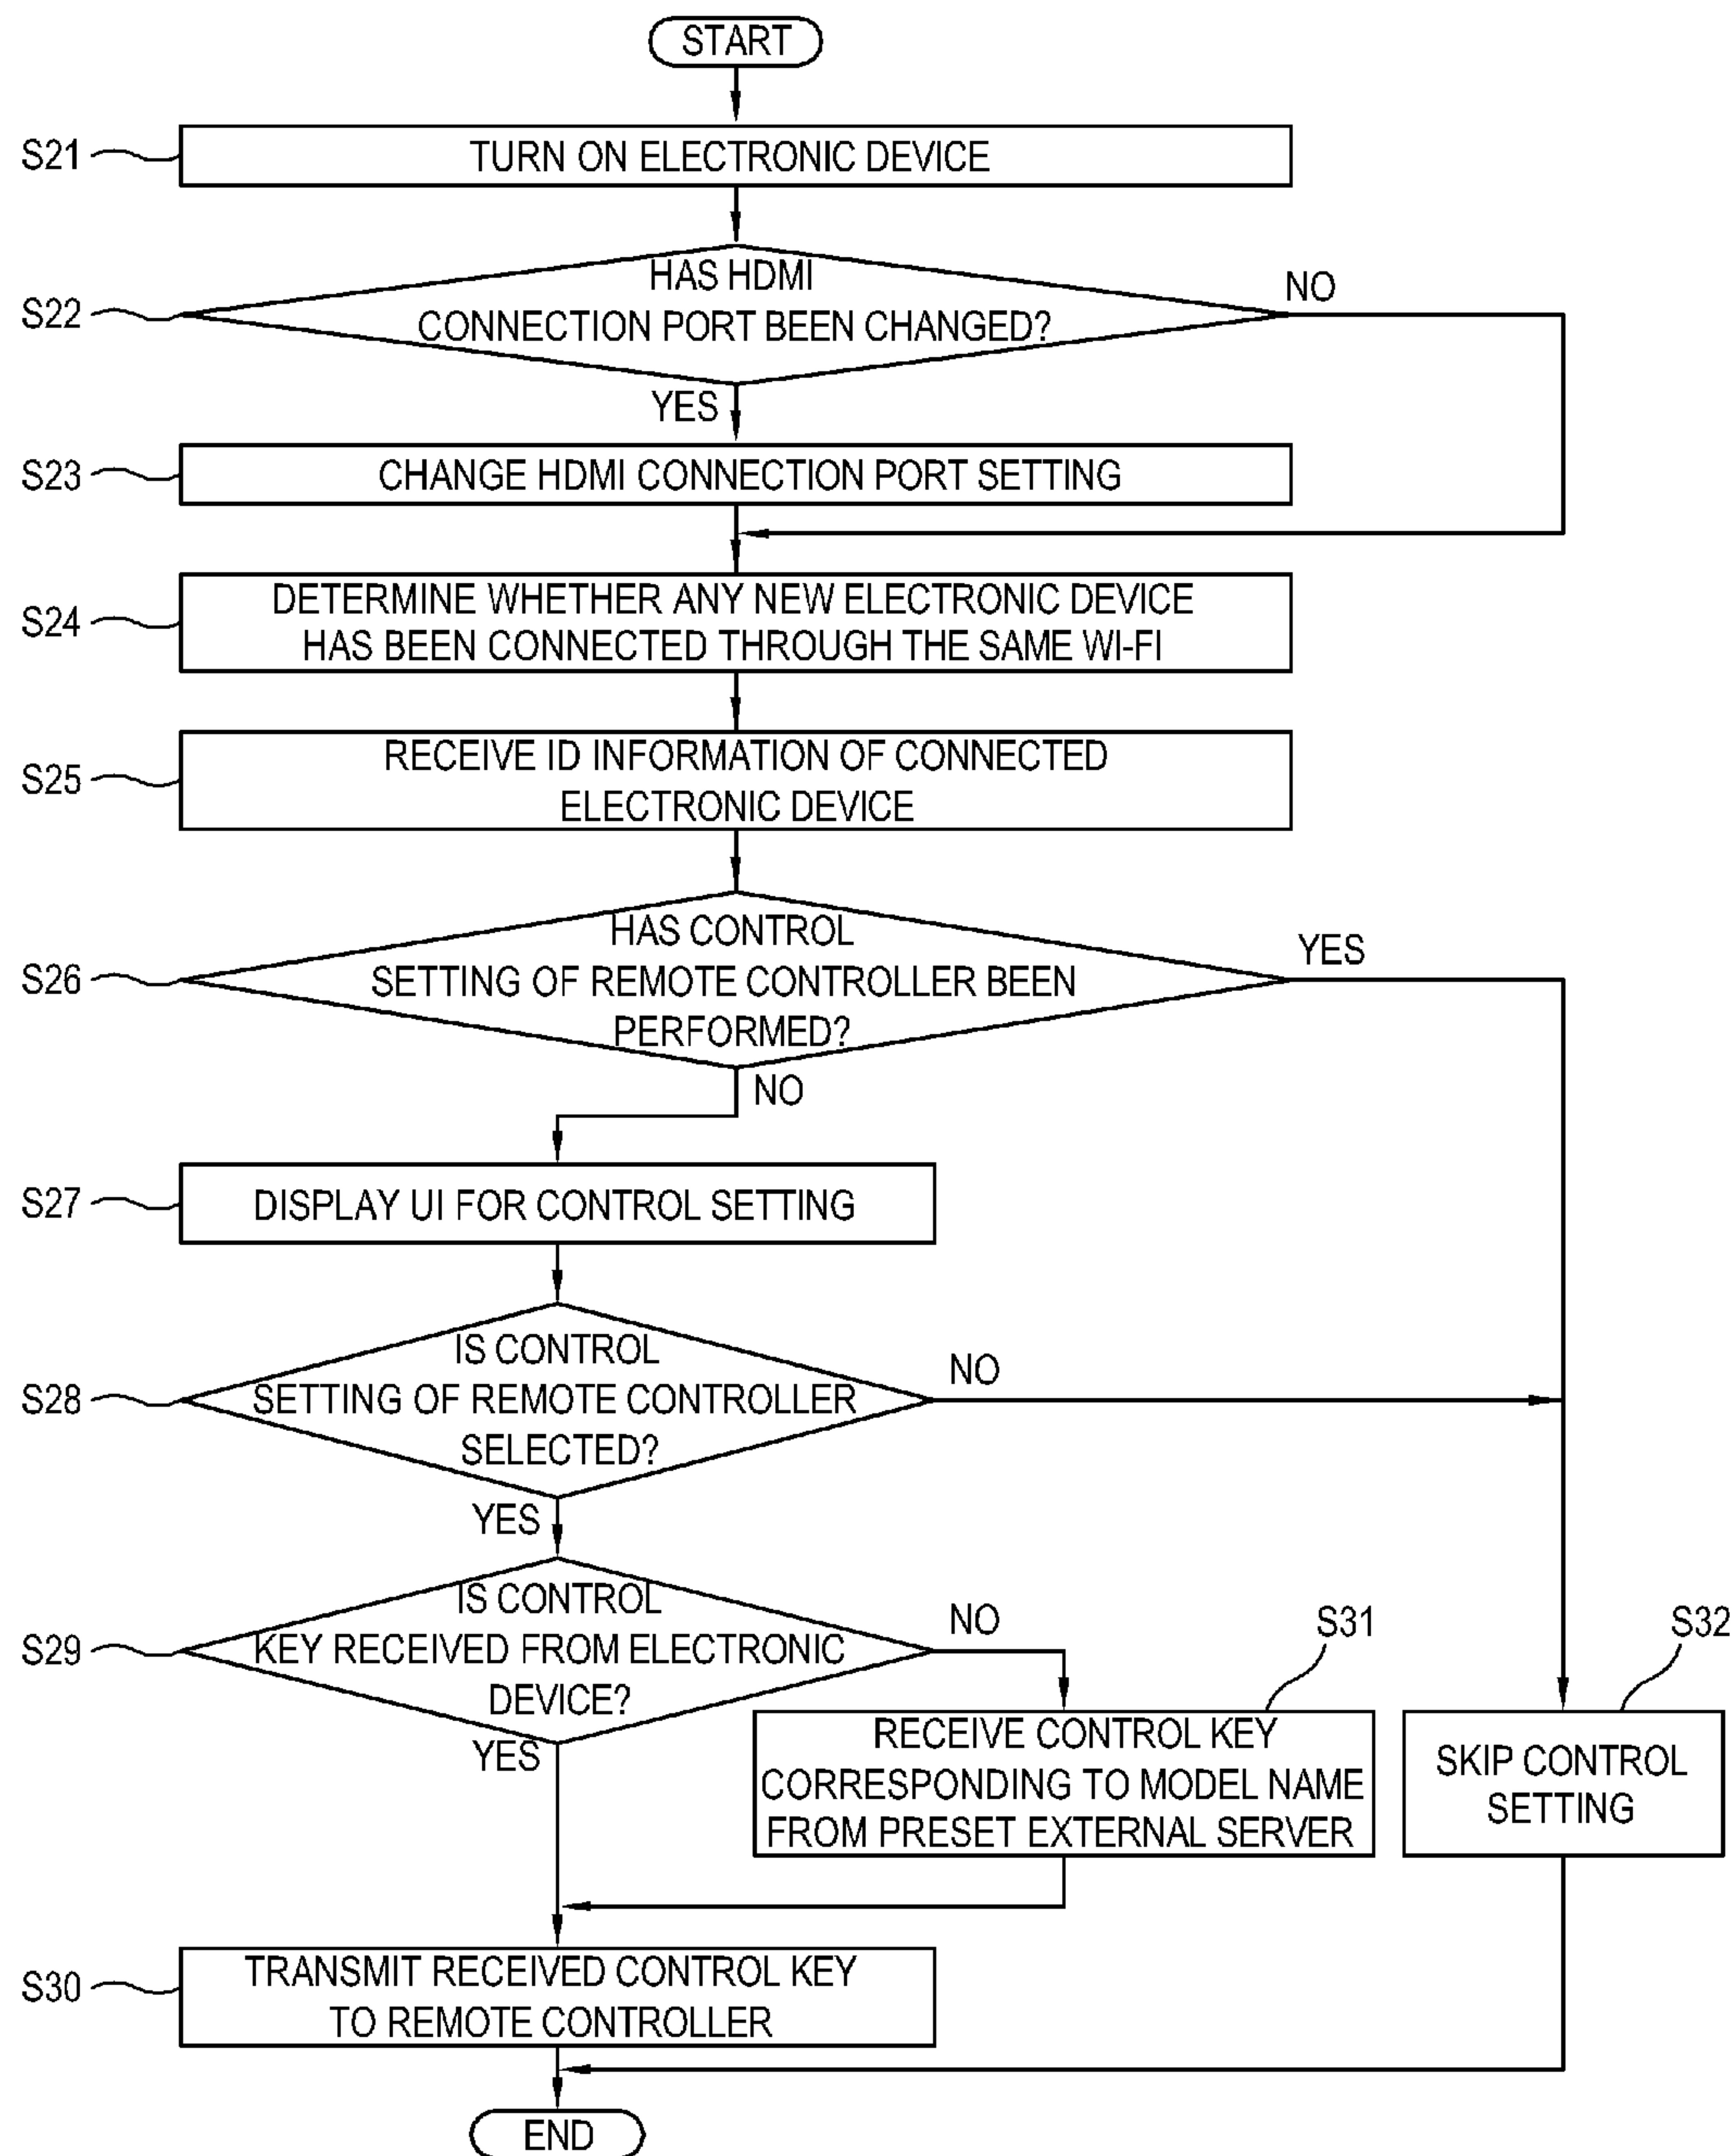 START
S21
TURN ON ELECTRONIC DEVICE
S22
HAS HDMI
CONNECTION PORT BEEN CHANGED?
NO
YES
S23
CHANGE HDMI CONNECTION PORT SETTING
S24
DETERMINE WHETHER ANY NEW ELECTRONIC DEVICE
HAS BEEN CONNECTED THROUGH THE SAME WI-FI
S25
RECEIVE ID INFORMATION OF CONNECTED
ELECTRONIC DEVICE
S26
HAS CONTROL
SETTING OF REMOTE CONTROLLER BEEN
PERFORMED?
YES
NO
S27
DISPLAY UI FOR CONTROL SETTING
S28
IS CONTROL
SETTING OF REMOTE CONTROLLER
SELECTED?
NO
YES
S29
IS CONTROL
KEY RECEIVED FROM ELECTRONIC
DEVICE?
NO
YES
S31
RECEIVE CONTROL KEY
CORRESPONDING TO MODEL NAME
FROM PRESET EXTERNAL SERVER
S32
SKIP CONTROL
SETTING
S30
TRANSMIT RECEIVED CONTROL KEY
TO REMOTE CONTROLLER
END